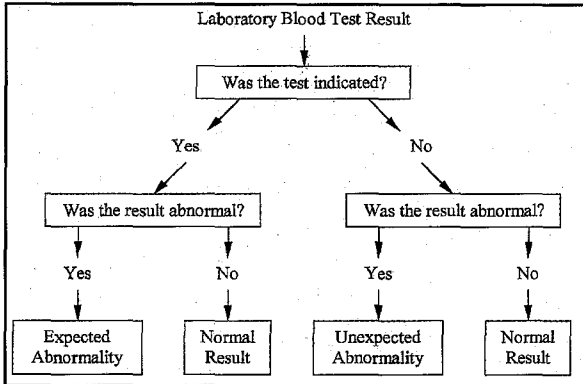 Laboratory Blood Test Result
Was the test indicated?
Yes
No
Was the result abnormal?
Was the result abnormal?
Yes
No
Yes
No
Expected
Abnormality
Normal
Result
Unexpected
Abnormality
Normal
Result